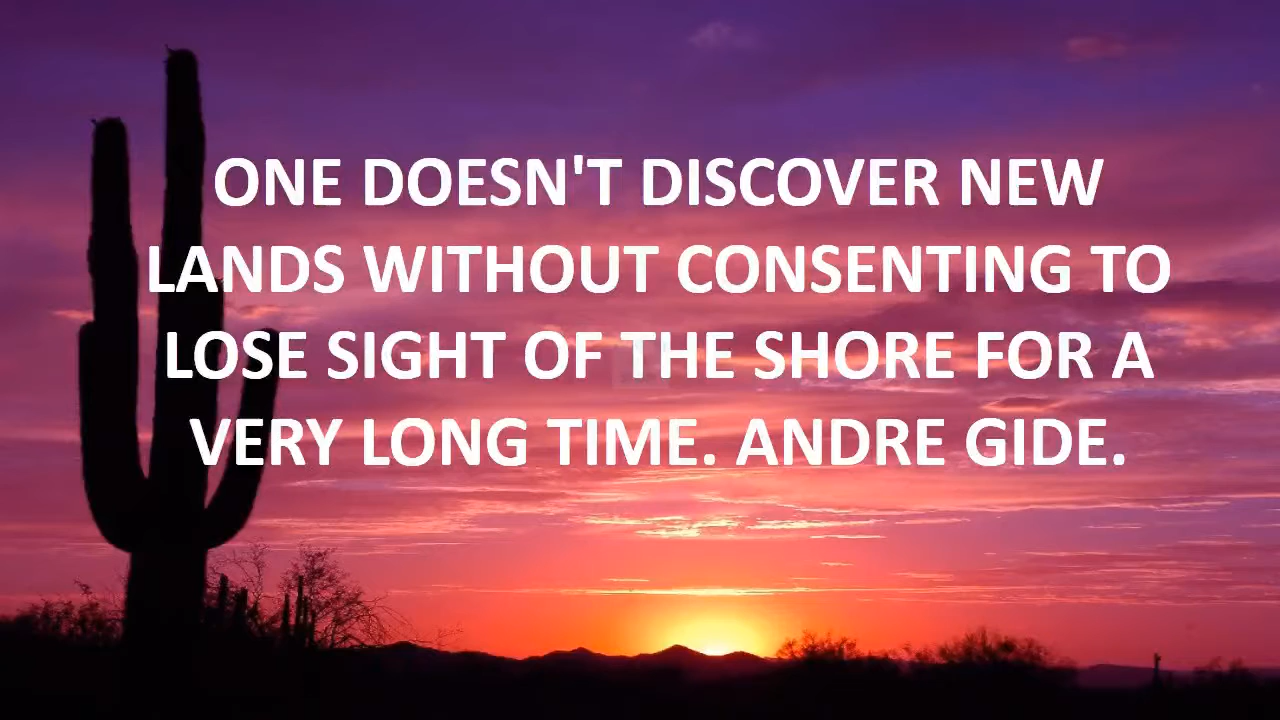 ONE DOESN'T DISCOVER NEW
LANDS WITHOUT CONSENTING TO
LOSE SIGHT OF THE SHORE FOR A
VERY LONG TIME. ANDRE GIDE.